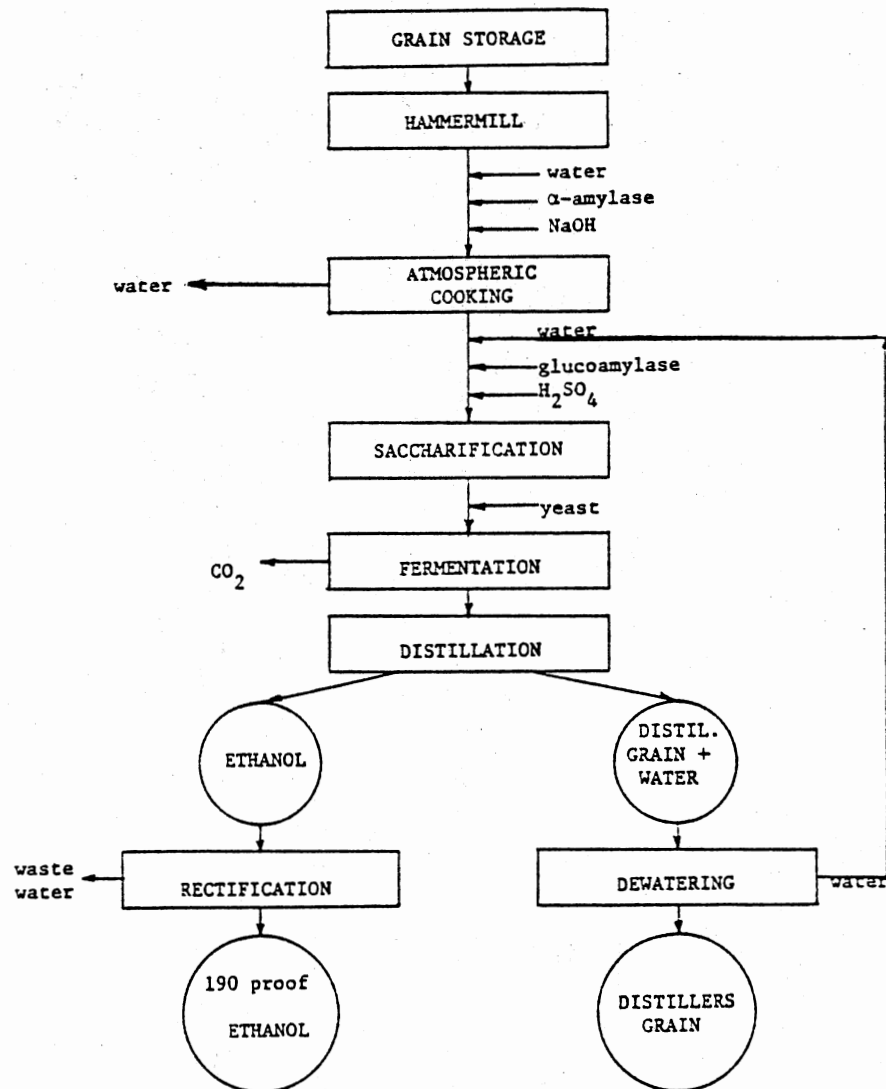 GRAIN STORAGE
HAMMERMILL
water
α-amylase
NaOH
ATMOSPHERIC
COOKING
water
water
glucoamylase
H₂SO₄
SACCHARIFICATION
yeast
FERMENTATION
CO₂
DISTILLATION
ETHANOL
DISTIL.
GRAIN +
WATER
waste
water
RECTIFICATION
DEWATERING
water
190 proof
ETHANOL
DISTILLERS
GRAIN